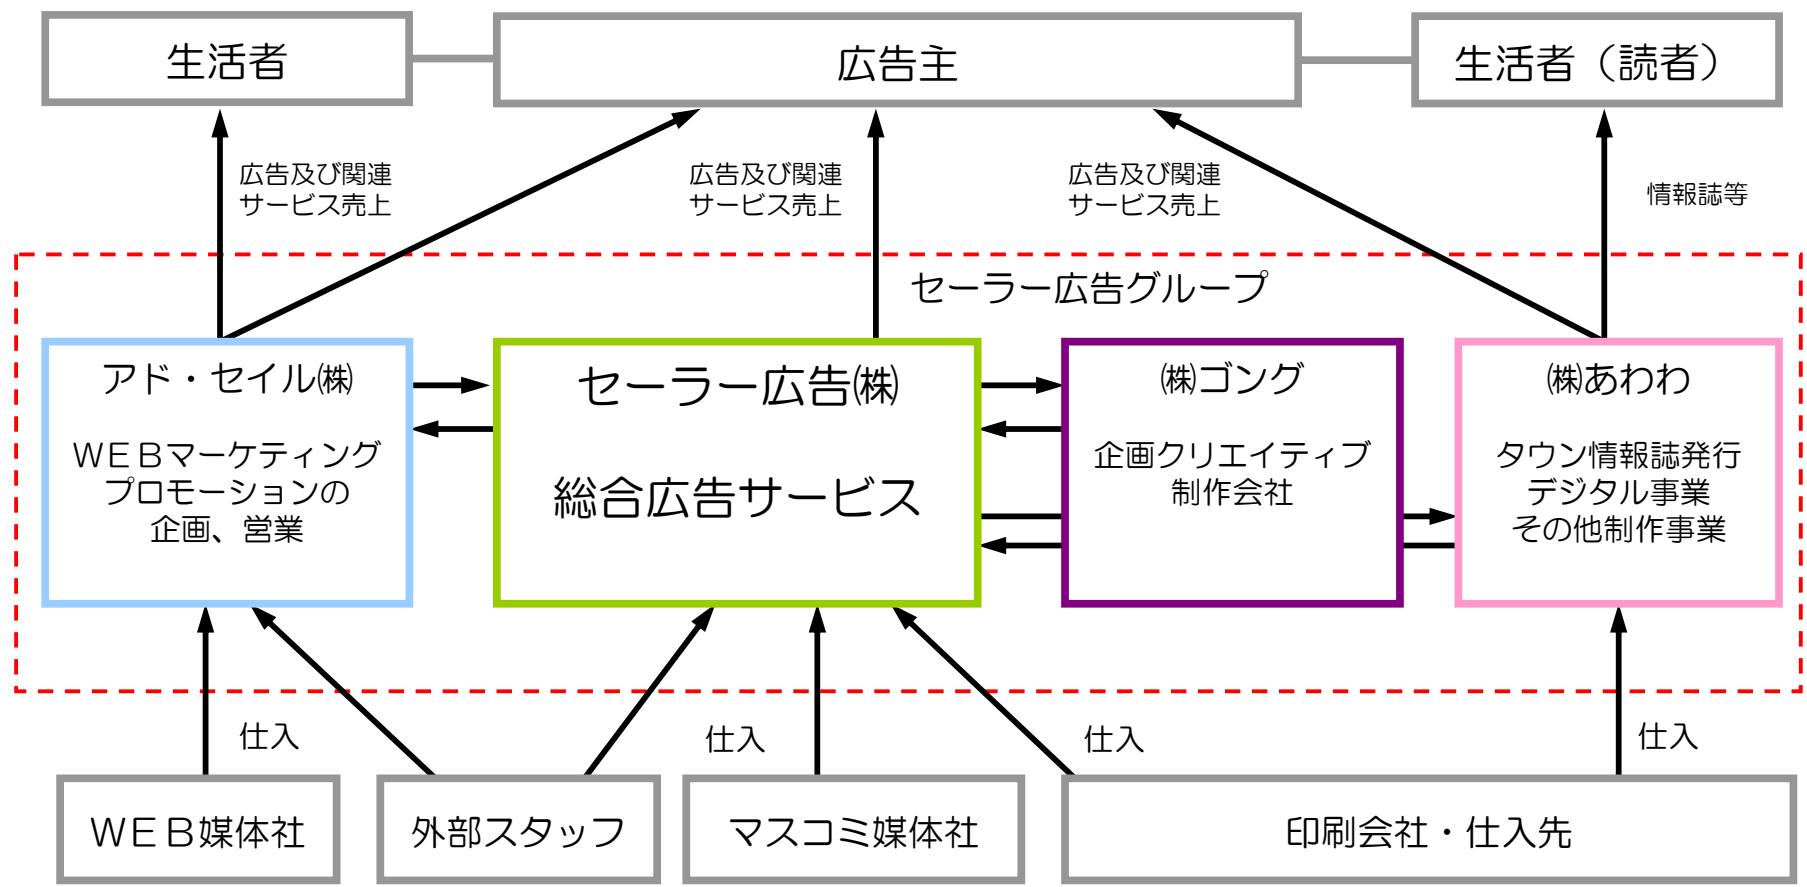 生活者
広告主
生活者（読者）
広告及び関連
サービス売上
広告及び関連
サービス売上
広告及び関連
サービス売上
情報誌等
セーラー広告グループ
アド・セイル㈱
ＷＥＢマーケティング
プロモーションの
企画、営業
セーラー広告㈱
総合広告サービス
㈱ゴング
企画クリエイティブ
制作会社
㈱あわわ
タウン情報誌発行
デジタル事業
その他制作事業
仕入
仕入
仕入
仕入
ＷＥＢ媒体社
外部スタッフ
マスコミ媒体社
印刷会社・仕入先